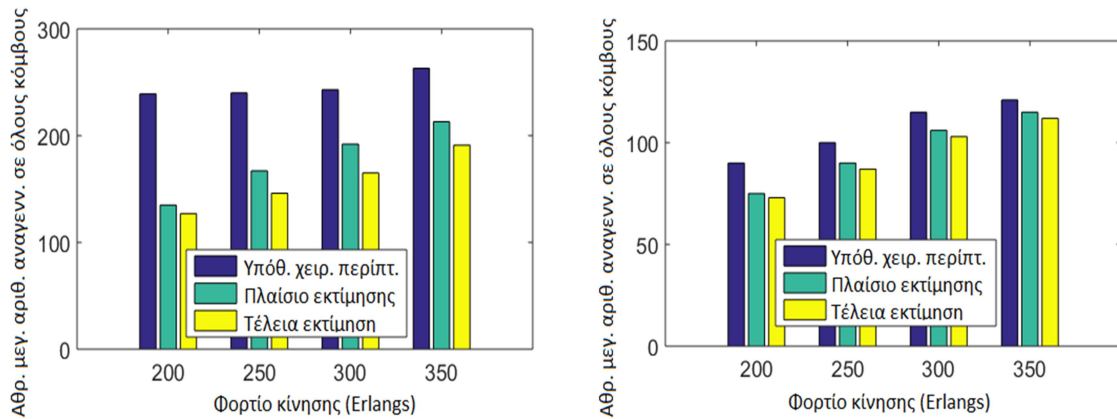 Αθρ. μεγ. αριθ. αναγενν. σε όλους κόμβους
300
200
100
0
Υπόθ. χειρ. περίπτ.
Πλαίσιο εκτίμησης
Τέλεια εκτίμηση
200 250 300 350
Φορτίο κίνησης (Erlangs)
Αθρ. μεγ. αριθ. αναγενν. σε όλους κόμβους
150
100
50
0
Υπόθ. χειρ. περίπτ.
Πλαίσιο εκτίμησης
Τέλεια εκτίμηση
200 250 300 350
Φορτίο κίνησης (Erlangs)